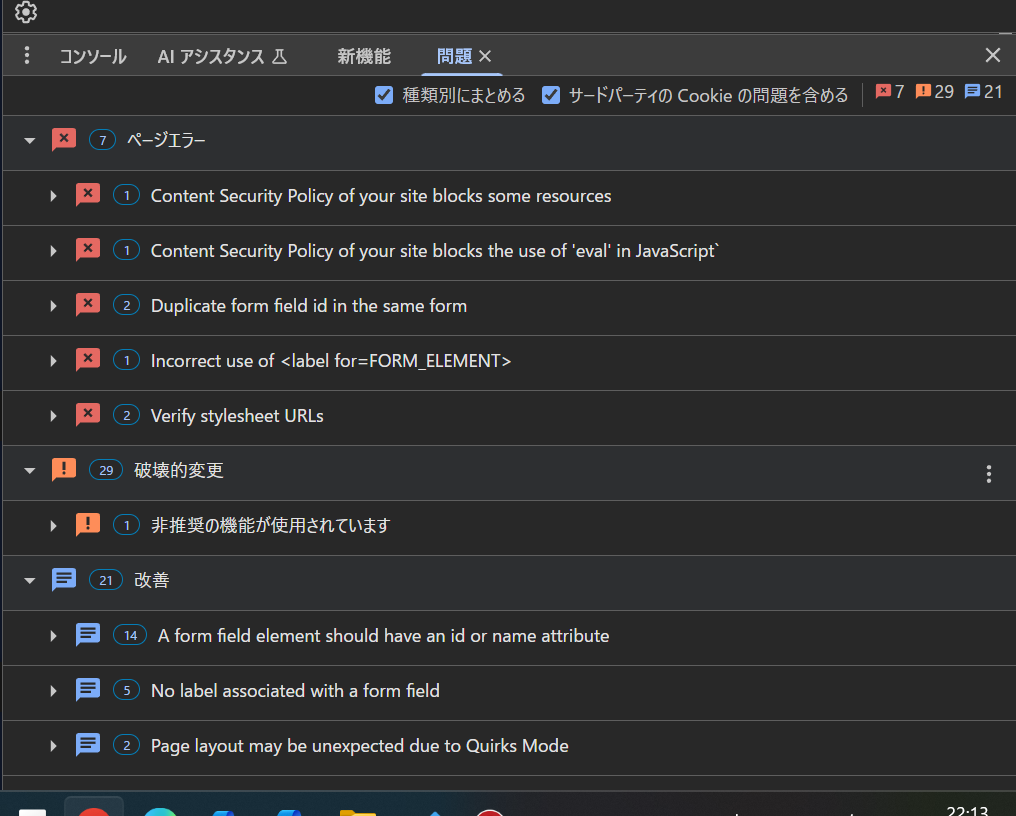 コンソール AI アシスタンス 新機能 問題
種類別にまとめる サードパーティの Cookie の問題を含める 7 29 21
7 ページエラー
1 Content Security Policy of your site blocks some resources
1 Content Security Policy of your site blocks the use of 'eval' in JavaScript`
2 Duplicate form field id in the same form
1 Incorrect use of <label for=FORM_ELEMENT>
2 Verify stylesheet URLs
29 破壊的変更
1 非推奨の機能が使用されています
21 改善
14 A form field element should have an id or name attribute
5 No label associated with a form field
2 Page layout may be unexpected due to Quirks Mode
22:13